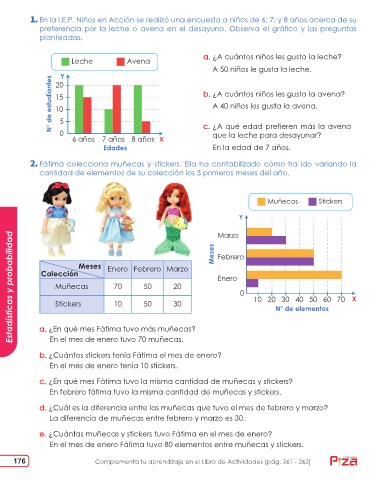 1. En la I.E.P. Niños en Acción se realizó una encuesta a niños de 6; 7; y 8 años acerca de su
preferencia por la leche o avena en el desayuno. Observa el gráfico y las preguntas
planteadas.
Leche Avena
Y
N° de estudiantes
20
15
10
5
0
6 años 7 años 8 años X
Edades
a. ¿A cuántos niños les gusta la leche?
A 50 niños le gusta la leche.
b. ¿A cuántos niños les gusta la avena?
A 40 niños les gusta la avena.
c. ¿A qué edad prefieren más la avena
que la leche para desayunar?
En la edad de 7 años.
2. Fátima colecciona muñecas y stickers. Ella ha contabilizado cómo ha ido variando la
cantidad de elementos de su colección los 3 primeros meses del año.
Meses
Colección
Enero Febrero Marzo
Muñecas 70 50 20
Stickers 10 50 30
Muñecas Stickers
Y
Meses
Marzo
Febrero
Enero
0
10 20 30 40 50 60 70 X
N° de elementos
a. ¿En qué mes Fátima tuvo más muñecas?
En el mes de enero tuvo 70 muñecas.
b. ¿Cuántos stickers tenía Fátima el mes de enero?
En el mes de enero tenía 10 stickers.
c. ¿En qué mes Fátima tuvo la misma cantidad de muñecas y stickers?
En febrero fátima tuvo la misma cantidad de muñecas y stickers.
d. ¿Cuál es la diferencia entre las muñecas que tuvo el mes de febrero y marzo?
La diferencia de muñecas entre febrero y marzo es 30.
e. ¿Cuántas muñecas y stickers tuvo Fátima en el mes de enero?
En el mes de enero Fátima tuvo 80 elementos entre muñecas y stickers.
Estadísticas y probabilidad
176
Complementa tu aprendizaje en el Libro de Actividades (pág. 261 - 262)
Piza